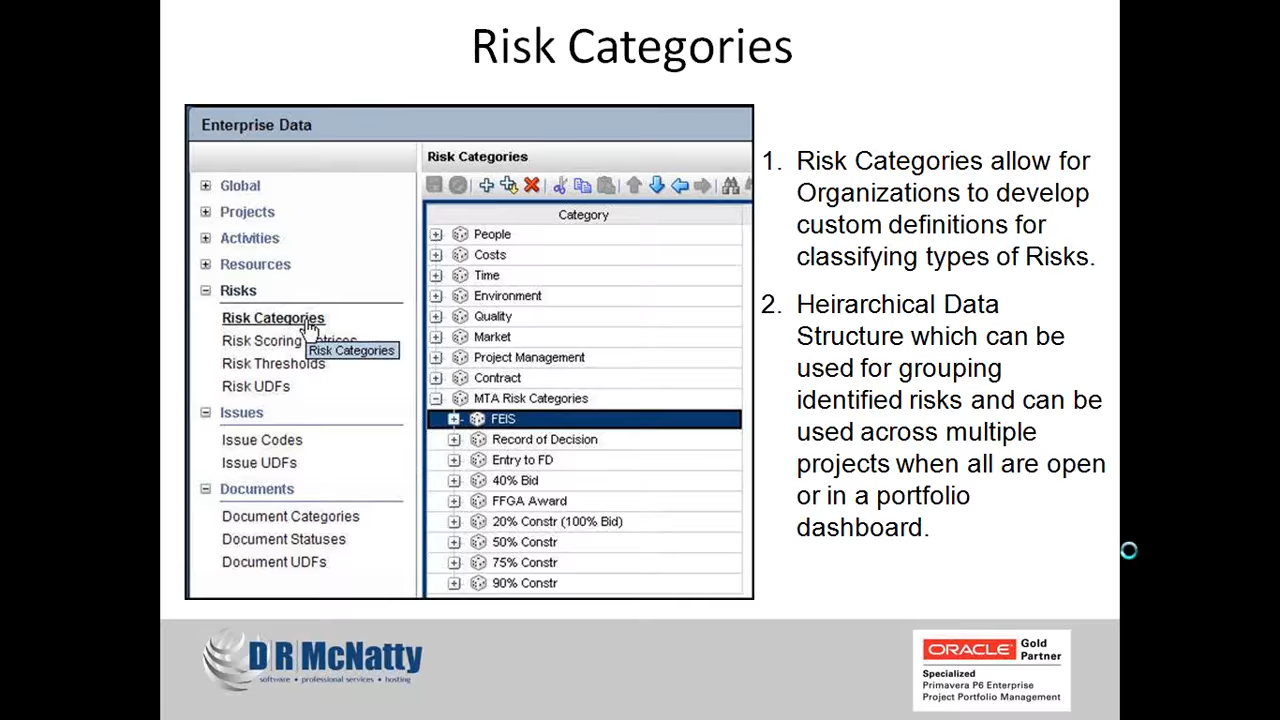 Risk Categories
Enterprise Data
Global
Projects
Activities
Resources
Risks
Risk Categories
Risk Scoring Matrices
Risk Categories
Risk Thresholds
Risk UDFs
Issues
Issue Codes
Issue UDFs
Documents
Document Categories
Document Statuses
Document UDFs
Risk Categories
Category
People
Costs
Time
Environment
Quality
Market
Project Management
Contract
MTA Risk Categories
FEIS
Record of Decision
Entry to FD
40% Bid
FFGA Award
20% Constr (100% Bid)
50% Constr
75% Constr
90% Constr
1. Risk Categories allow for
Organizations to develop
custom definitions for
classifying types of Risks.
2. Heirarchical Data
Structure which can be
used for grouping
identified risks and can be
used across multiple
projects when all are open
or in a portfolio
dashboard.
D R McNatty
software • professional services • hosting
ORACLE Gold
Partner
Specialized
Primavera P6 Enterprise
Project Portfolio Management